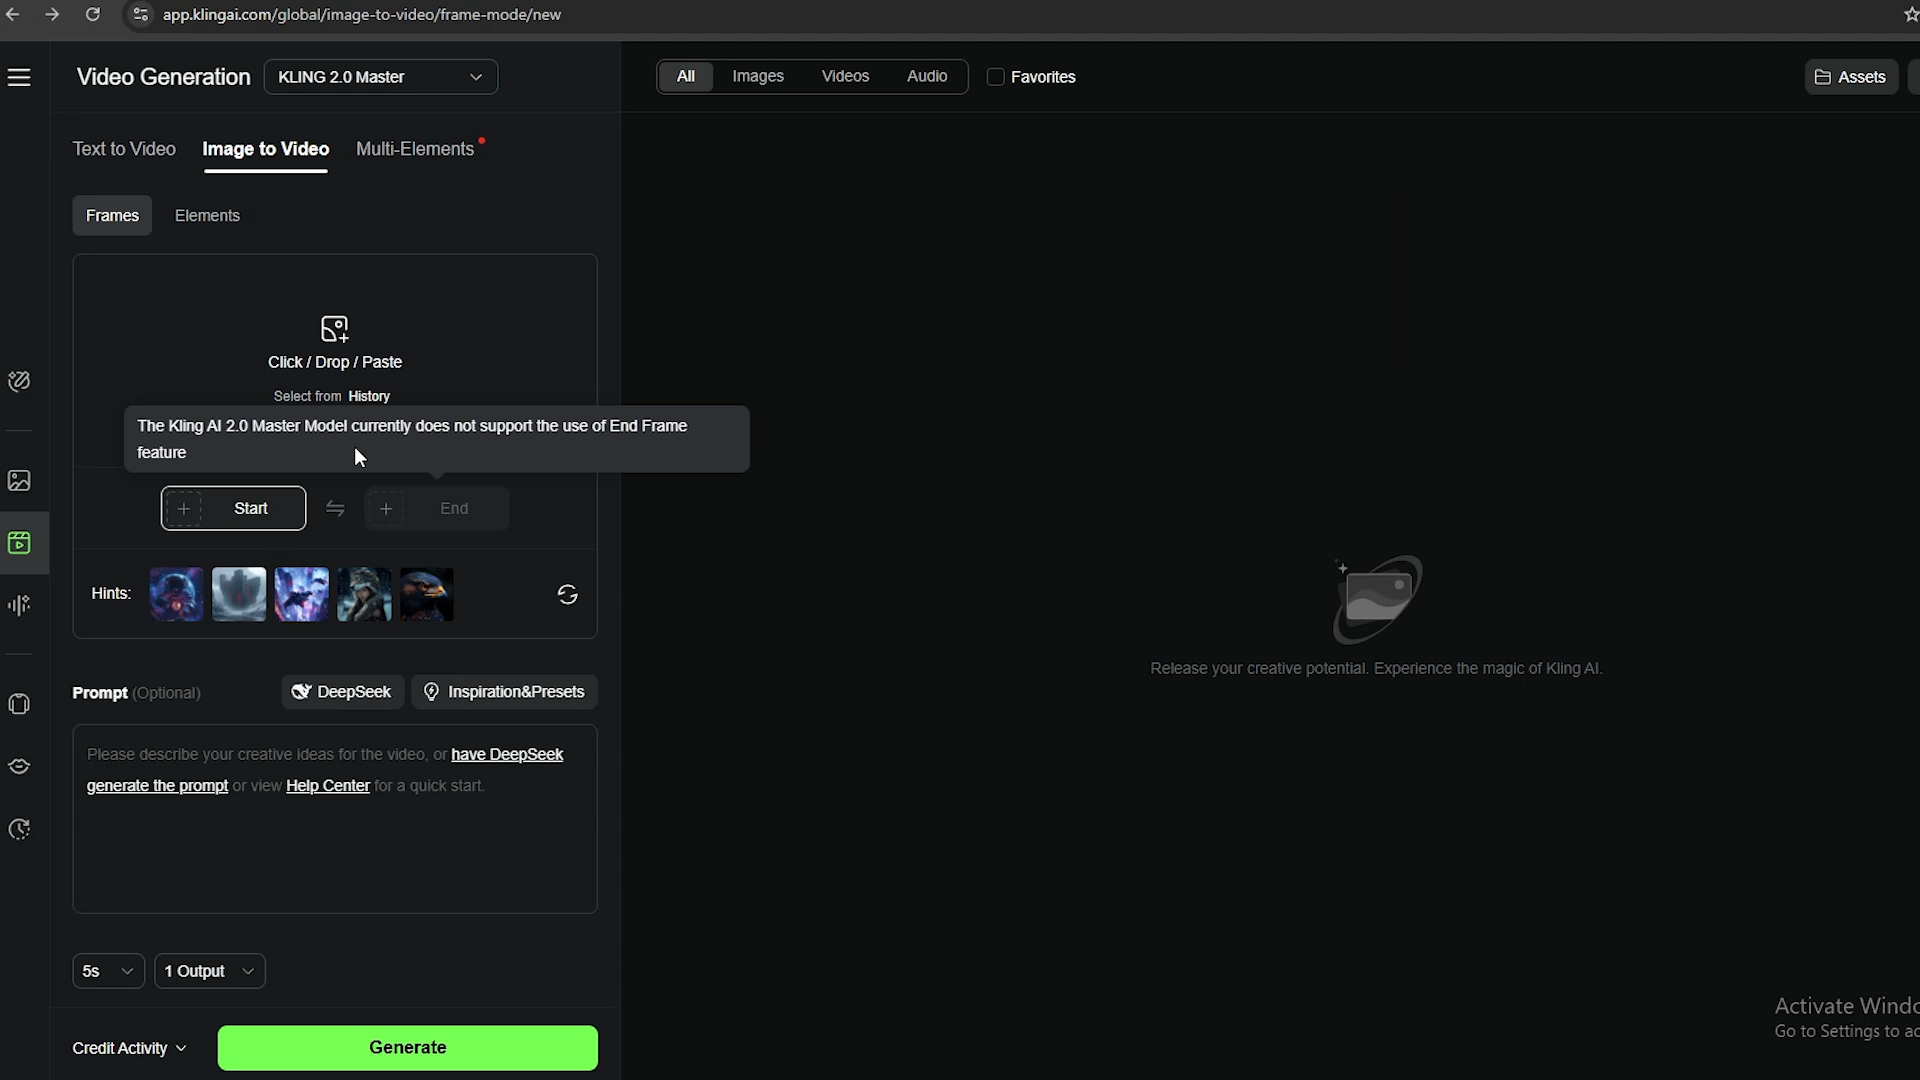 app.klingai.com/global/image-to-video/frame-mode/new
Video Generation
KLING 2.0 Master
All
Images
Videos
Audio
Favorites
Assets
Text to Video
Image to Video
Multi-Elements
Frames
Elements
Click / Drop / Paste
Select from History
The Kling AI 2.0 Master Model currently does not support the use of End Frame
feature
Start
End
Hints:
Release your creative potential. Experience the magic of Kling AI.
Prompt (Optional)
DeepSeek
Inspiration&Presets
Please describe your creative ideas for the video, or have DeepSeek
generate the prompt or view Help Center for a quick start.
5s
1 Output
Credit Activity
Generate
Activate Windo
Go to Settings to ac